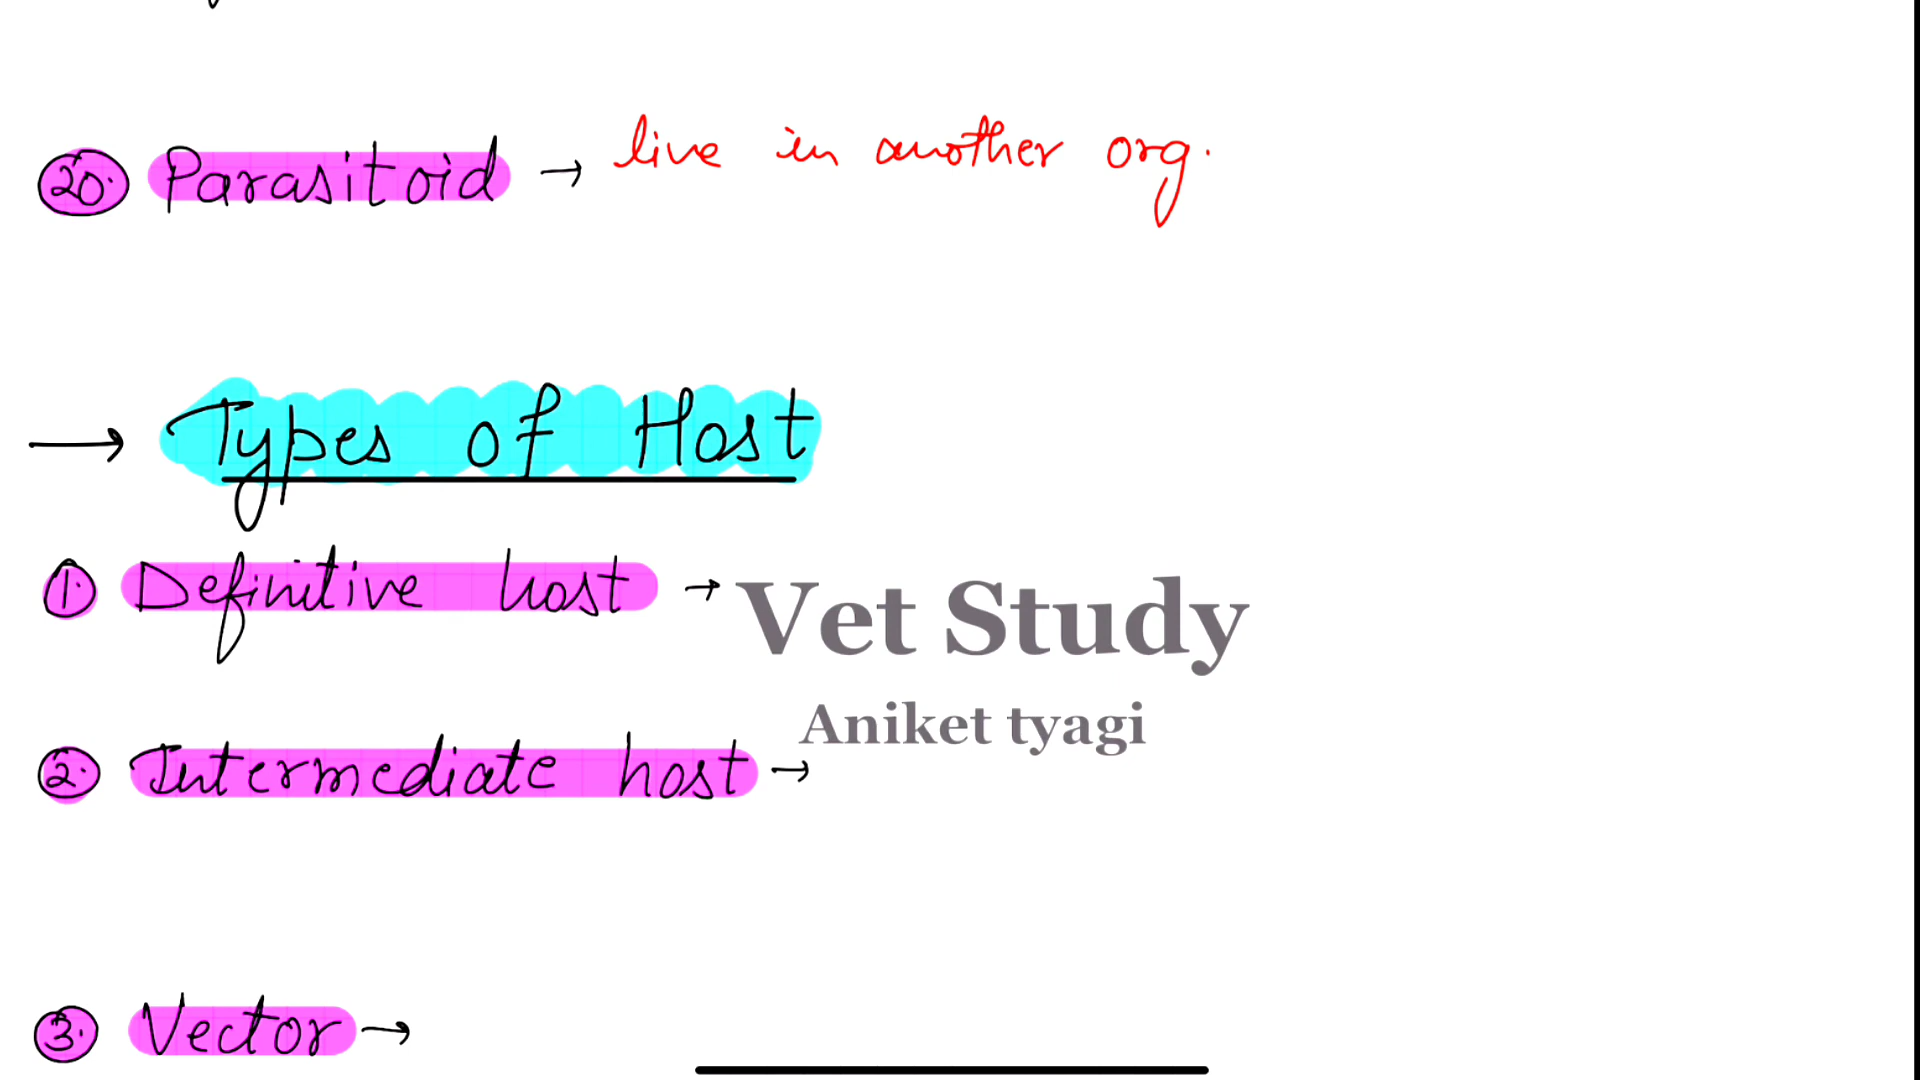 20. Parasitoid → live in another org.
→ Types of Host
1. Definitive host →
Vet Study
Aniket tyagi
2. Intermediate host →
3. Vector →